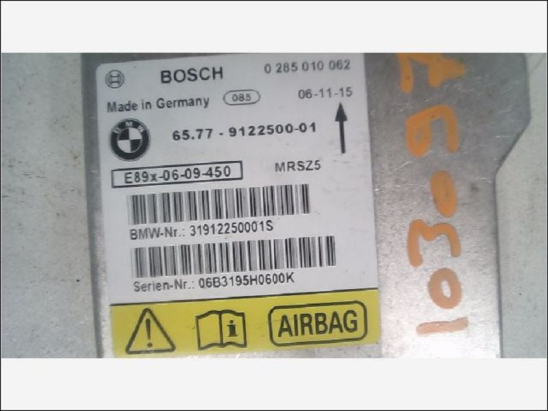 BOSCH 0 285 010 062
Made in Germany 085 06-11-15
BMW
65.77 - 9122500-01
E89x-06-09-450 MRSZ5
BMW-Nr.: 31912250001S
Serien-Nr.: 06B3195H0600K
AIRBAG